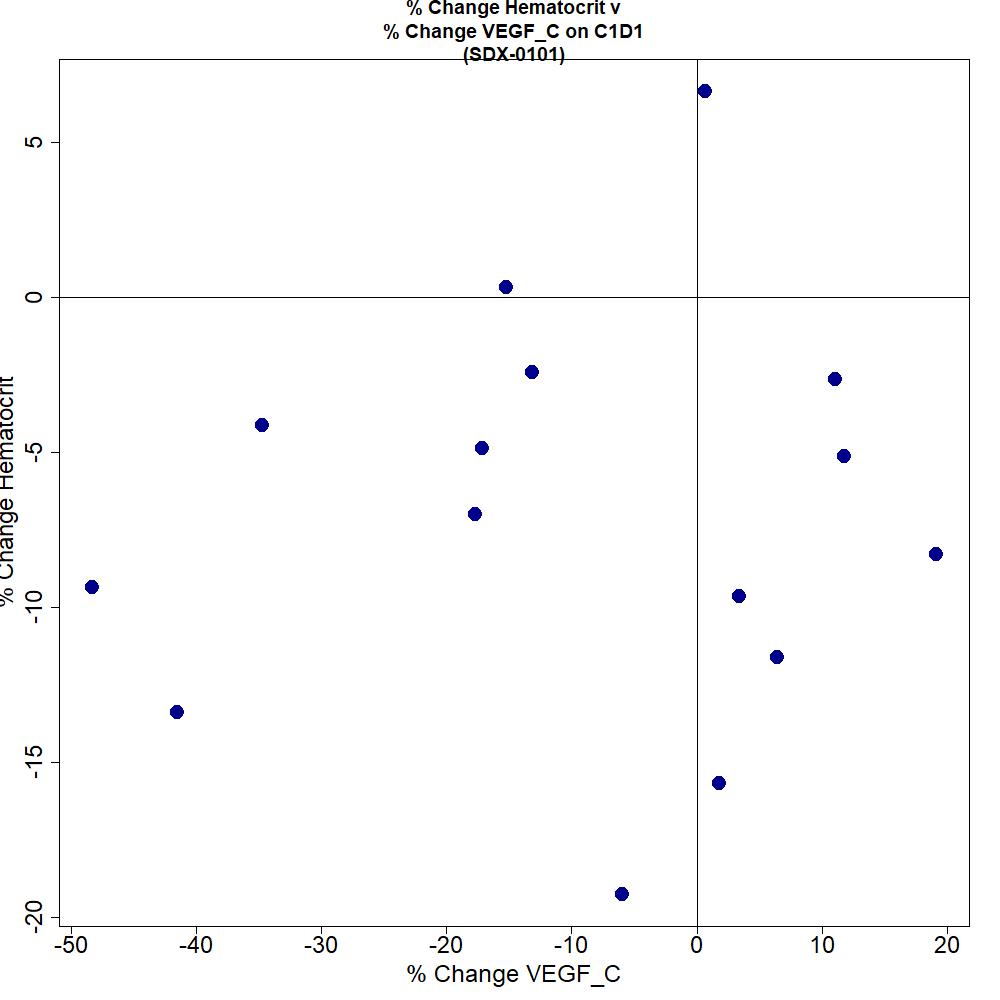 % Change Hematocrit v
% Change VEGF_C on C1D1
(SDX-0101)
% Change Hematocrit
5
0
-5
-10
-15
-20
-50 -40 -30 -20 -10 0 10 20
% Change VEGF_C